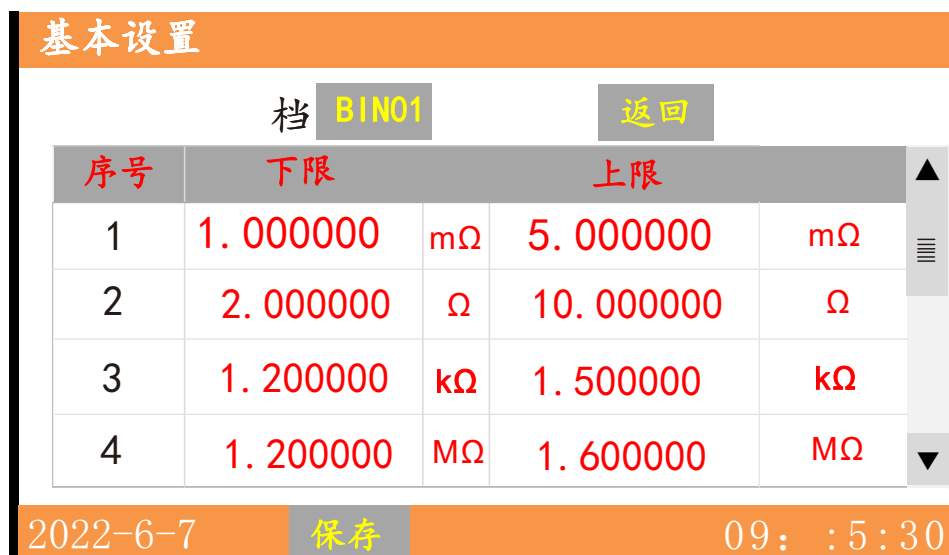 基本设置
档 BIN01 返回
序号 下限 上限
1 1.000000 mΩ 5.000000 mΩ
2 2.000000 Ω 10.000000 Ω
3 1.200000 kΩ 1.500000 kΩ
4 1.200000 MΩ 1.600000 MΩ
2022-6-7 保存 09: :5:30